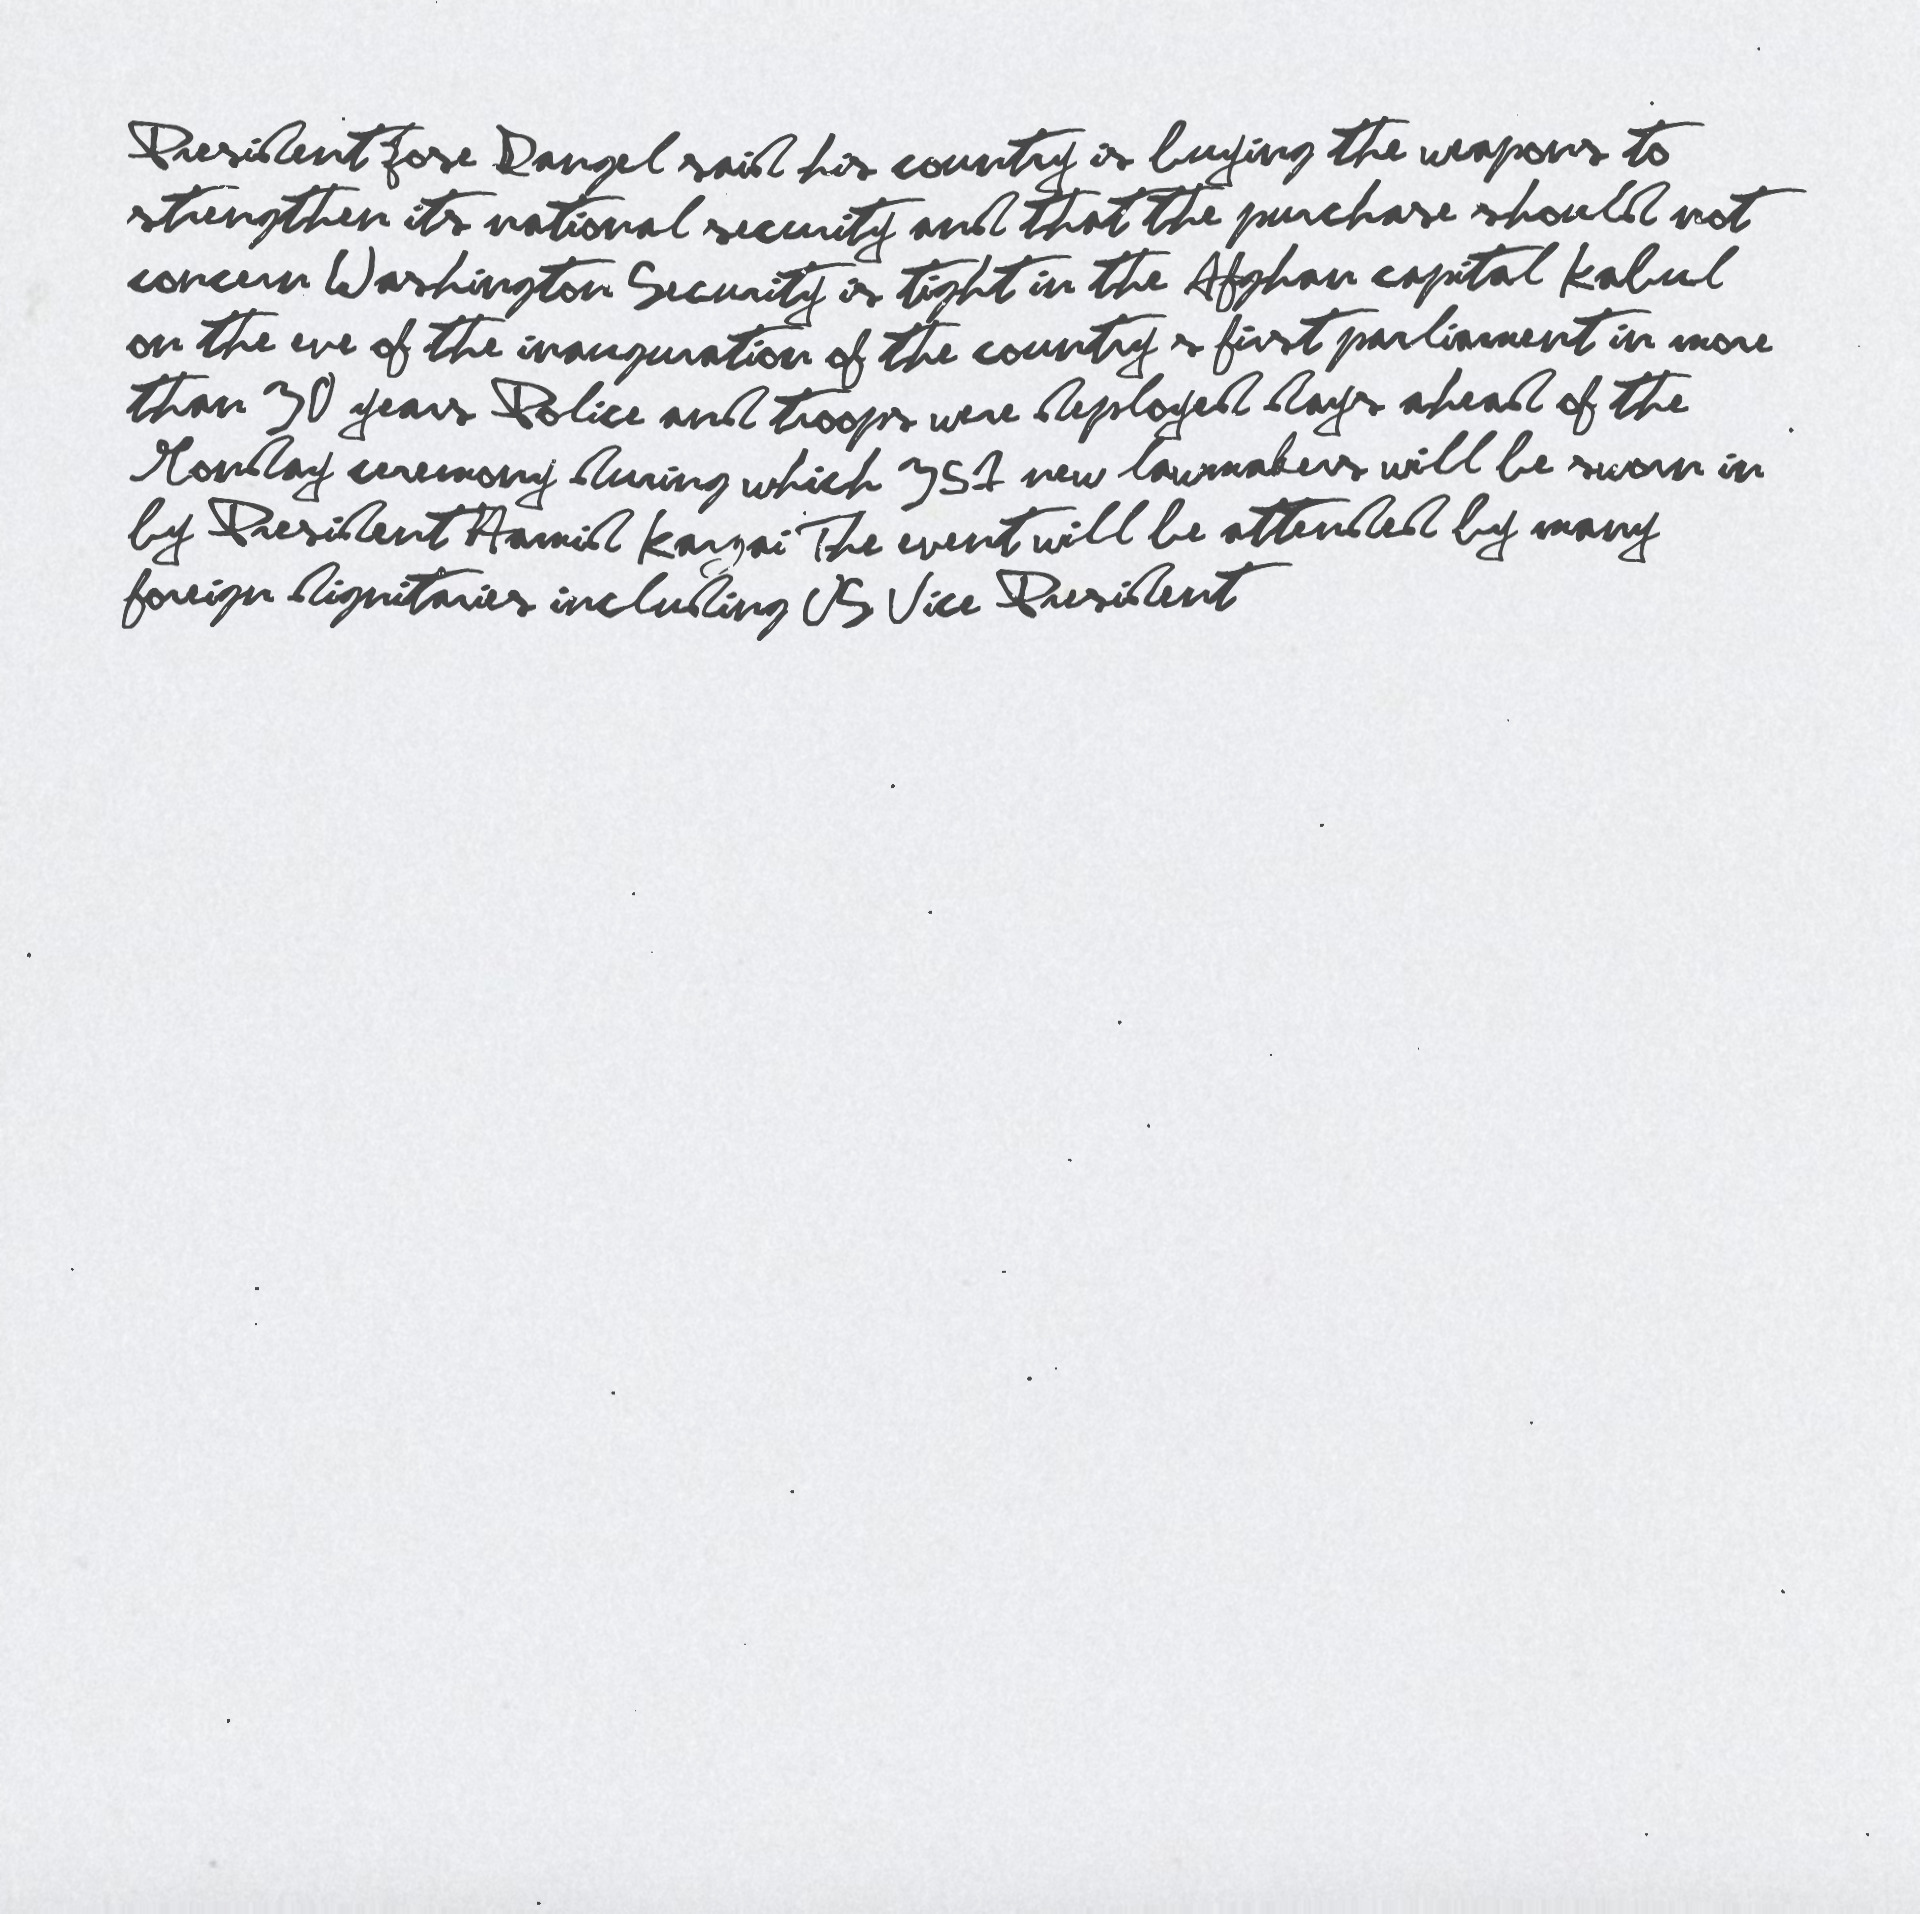 President Jose Rangel said his country is buying the weapons to
strengthen its national security and that the purchase should not
concern Washington Security is tight in the Afghan capital Kabul
on the eve of the inauguration of the country s first parliament in more
than 30 years Police and troops were deployed days ahead of the
Monday ceremony during which 351 new lawmakers will be sworn in
by President Hamid Karzai The event will be attended by many
foreign dignitaries including US Vice President